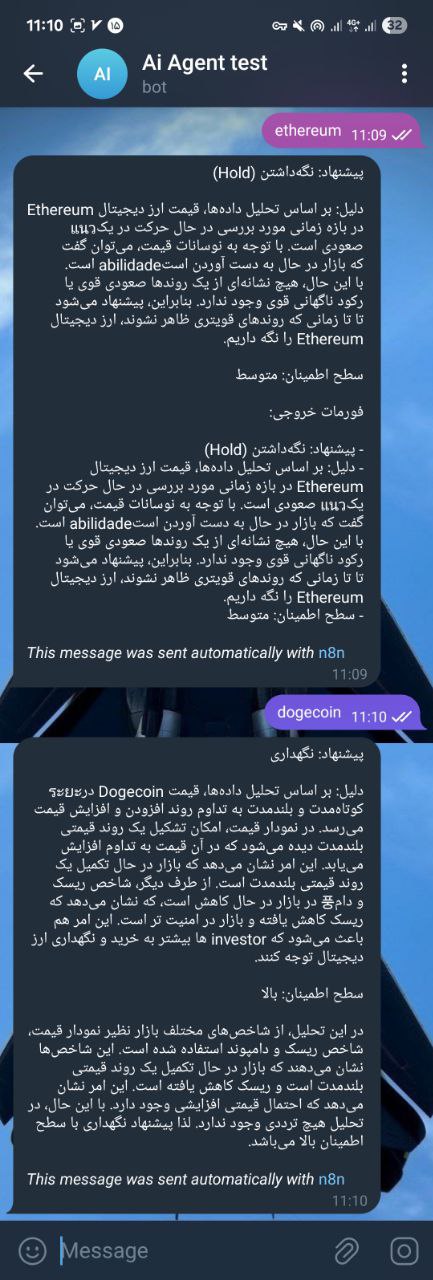 11:10
۱۵
4G+
32
AI
Ai Agent test
bot
ethereum 11:09
پیشنهاد: نگه‌داشتن (Hold)
دلیل: بر اساس تحلیل داده‌ها، قیمت ارز دیجیتال Ethereum
در بازه زمانی مورد بررسی در حال حرکت در یکแนว
صعودی است. با توجه به نوسانات قیمت، می‌توان گفت
که بازار در حال به دست آوردن استabilidade است.
با این حال، هیچ نشانه‌ای از یک روندها صعودی قوی یا
رکود ناگهانی قوی وجود ندارد. بنابراین، پیشنهاد می‌شود
تا تا زمانی که روندهای قویتری ظاهر نشوند، ارز دیجیتال
Ethereum را نگه داریم.
سطح اطمینان: متوسط
فورمات خروجی:
- پیشنهاد: نگه‌داشتن (Hold)
- دلیل: بر اساس تحلیل داده‌ها، قیمت ارز دیجیتال
Ethereum در بازه زمانی مورد بررسی در حال حرکت در
یکแนว صعودی است. با توجه به نوسانات قیمت، می‌توان
گفت که بازار در حال به دست آوردن استabilidade است.
با این حال، هیچ نشانه‌ای از یک روندها صعودی قوی یا
رکود ناگهانی قوی وجود ندارد. بنابراین، پیشنهاد می‌شود
تا تا زمانی که روندهای قویتری ظاهر نشوند، ارز دیجیتال
Ethereum را نگه داریم.
- سطح اطمینان: متوسط
This message was sent automatically with n8n
11:09
dogecoin 11:10
پیشنهاد: نگهداری
دلیل: بر اساس تحلیل داده‌ها، قیمت Dogecoin درระยะ
کوتاه‌مدت و بلندمدت به تداوم روند افزودن و افزایش قیمت
می‌رسد. در نمودار قیمت، امکان تشکیل یک روند قیمتی
بلندمدت دیده می‌شود که در آن قیمت به تداوم افزایش
می‌یابد. این امر نشان می‌دهد که بازار در حال تکمیل یک
روند قیمتی بلندمدت است. از طرف دیگر، شاخص ریسک
و دام풍 در بازار در حال کاهش است، که نشان می‌دهد که
ریسک کاهش یافته و بازار در امنیت تر است. این امر هم
باعث می‌شود که investor ها بیشتر به خرید و نگهداری ارز
دیجیتال توجه کنند.
سطح اطمینان: بالا
در این تحلیل، از شاخص‌های مختلف بازار نظیر نمودار قیمت،
شاخص ریسک و دامپوند استفاده شده است. این شاخص‌ها
نشان می‌دهند که بازار در حال تکمیل یک روند قیمتی
بلندمدت است و ریسک کاهش یافته است. این امر نشان
می‌دهد که احتمال قیمتی افزایشی وجود دارد. با این حال، در
تحلیل هیچ ترددی وجود ندارد. لذا پیشنهاد نگهداری با سطح
اطمینان بالا می‌باشد.
This message was sent automatically with n8n
11:10
Message